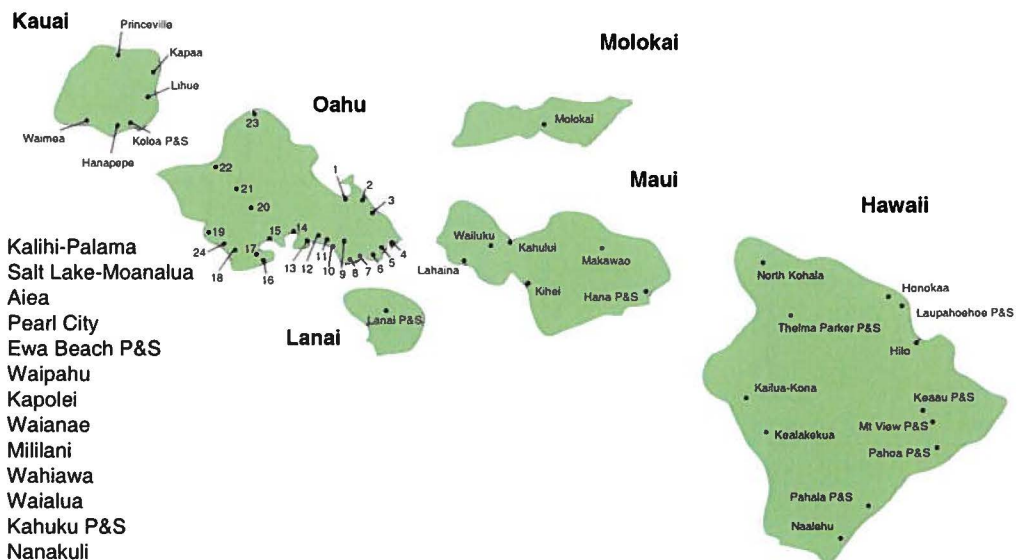 Kauai
Princeville
Kapaa
Lihue
Waimea
Hanapepe
Koloa P&S
Oahu
23
22
21
20
19
24
18
17
16
15
14
13
12
11
10
9
8
7
6
5
4
1
2
3
Molokai
Molokai
Maui
Wailuku
Kahului
Lahaina
Makawao
Kihei
Hana P&S
Lanai
Lanai P&S
Hawaii
North Kohala
Honokaa
Laupahoehoe P&S
Thelma Parker P&S
Hilo
Kailua-Kona
Keaau P&S
Mt View P&S
Kealakekua
Pahoa P&S
Pahala P&S
Naalehu
Kalihi-Palama
Salt Lake-Moanalua
Aiea
Pearl City
Ewa Beach P&S
Waipahu
Kapolei
Waianae
Mililani
Wahiawa
Waialua
Kahuku P&S
Nanakuli